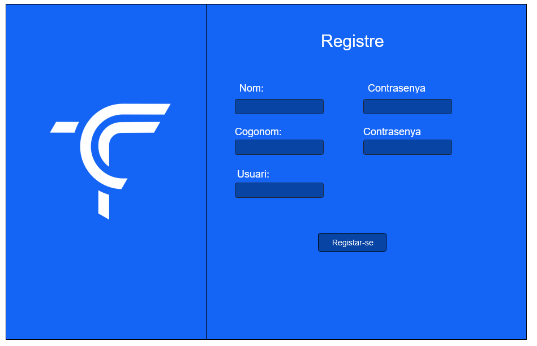 Registre
Nom:
Contrasenya
Cogonom:
Contrasenya
Usuari:
Registar-se